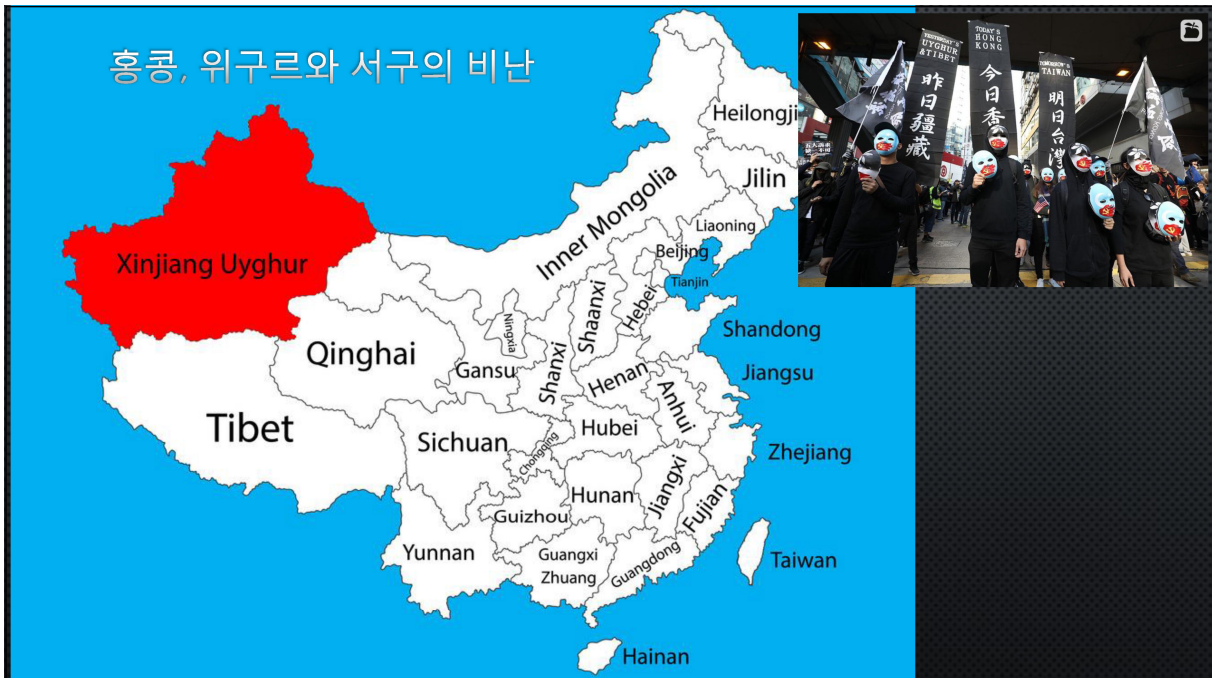 홍콩, 위구르와 서구의 비난
YESTERDAY'S
UYGHUR
& TIBET
昨日疆藏
TODAY'S
HONG
KONG
今日香
TOMORROW'S
TAIWAN
明日台灣
Heilongji
Jilin
Inner Mongolia
Liaoning
Beijing
Tianjin
Xinjiang Uyghur
Hebei
Shaanxi
Ningxia
Shandong
Qinghai
Gansu
Shanxi
Henan
Jiangsu
Anhui
Tibet
Sichuan
Chongqing
Hubei
Zhejiang
Hunan
Jiangxi
Fujian
Guizhou
Yunnan
Guangxi
Zhuang
Guangdong
Taiwan
Hainan